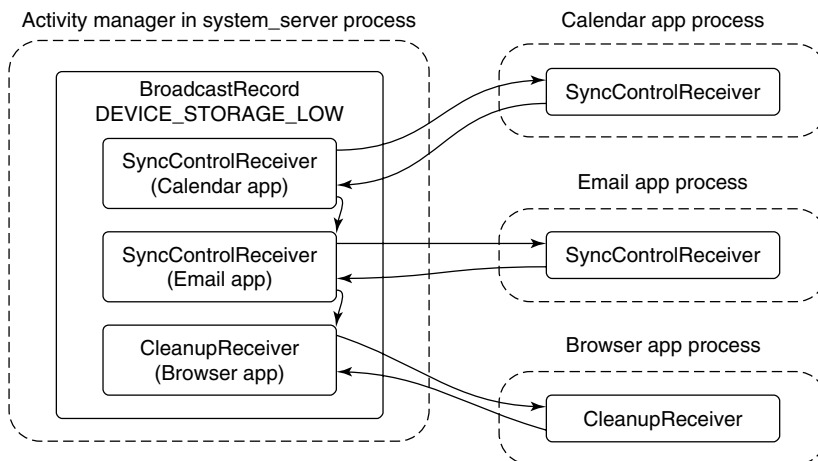 Activity manager in system_server process
BroadcastRecord
DEVICE_STORAGE_LOW
SyncControlReceiver
(Calendar app)
SyncControlReceiver
(Email app)
CleanupReceiver
(Browser app)
Calendar app process
SyncControlReceiver
Email app process
SyncControlReceiver
Browser app process
CleanupReceiver